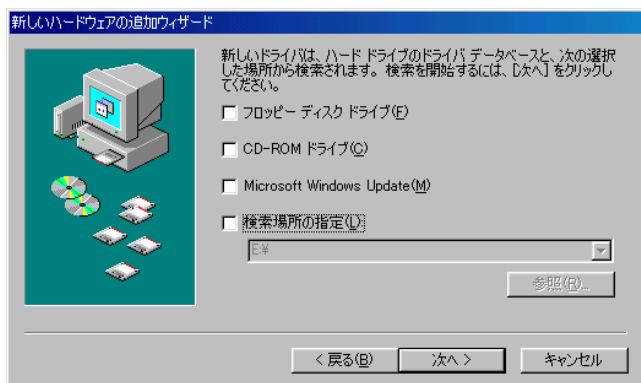 新しいハードウェアの追加ウィザード
新しいドライバは、ハード ドライブのドライバ データベースと、次の選択
した場所から検索されます。検索を開始するには、[次へ] をクリックし
てください。
フロッピー ディスク ドライブ(F)
CD-ROM ドライブ(C)
Microsoft Windows Update(M)
検索場所の指定(L):
E:¥
参照(R)...
< 戻る(B)
次へ >
キャンセル